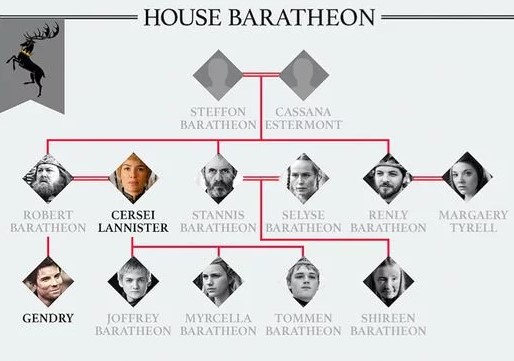 HOUSE BARATHEON
STEFFON
BARATHEON
CASSANA
ESTERMONT
ROBERT
BARATHEON
CERSEI
LANNISTER
STANNIS
BARATHEON
SELYSE
BARATHEON
RENLY
BARATHEON
MARGAERY
TYRELL
GENDRY
JOFFREY
BARATHEON
MYRCELLA
BARATHEON
TOMMEN
BARATHEON
SHIREEN
BARATHEON